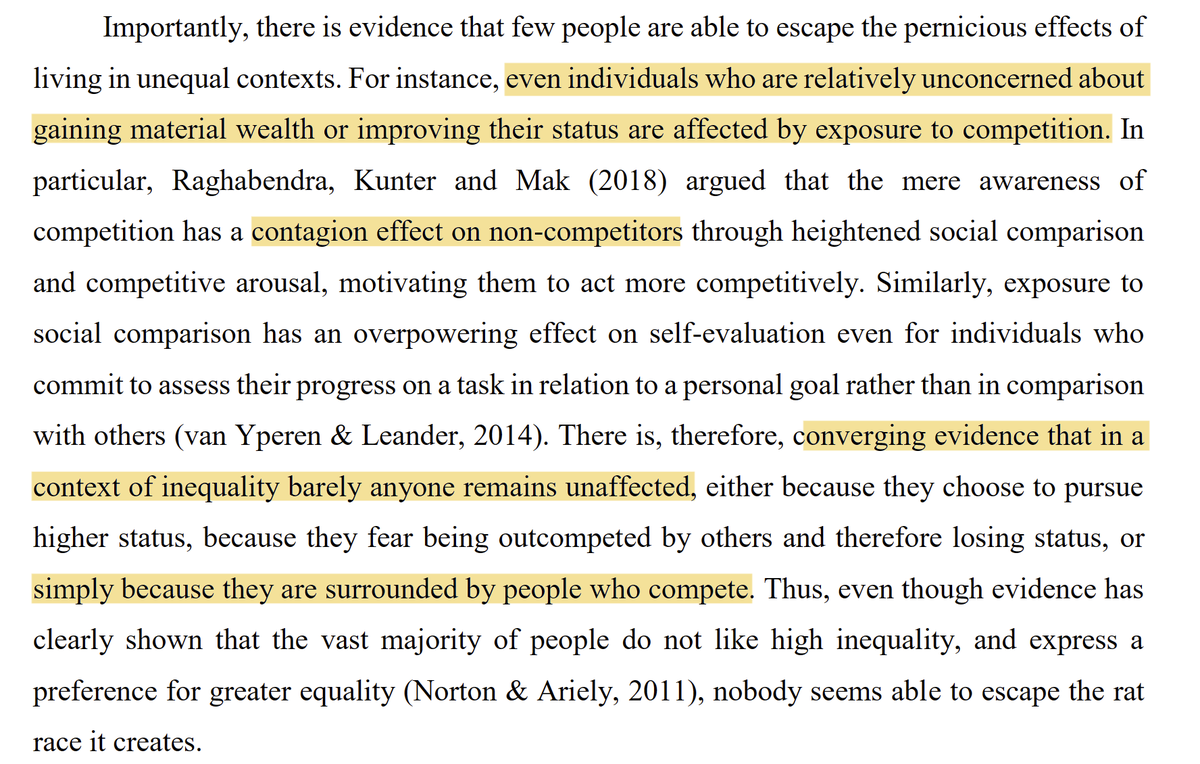 Importantly, there is evidence that few people are able to escape the pernicious effects of
living in unequal contexts. For instance, even individuals who are relatively unconcerned about
gaining material wealth or improving their status are affected by exposure to competition. In
particular, Raghabendra, Kunter and Mak (2018) argued that the mere awareness of
competition has a contagion effect on non-competitors through heightened social comparison
and competitive arousal, motivating them to act more competitively. Similarly, exposure to
social comparison has an overpowering effect on self-evaluation even for individuals who
commit to assess their progress on a task in relation to a personal goal rather than in comparison
with others (van Yperen & Leander, 2014). There is, therefore, converging evidence that in a
context of inequality barely anyone remains unaffected, either because they choose to pursue
higher status, because they fear being outcompeted by others and therefore losing status, or
simply because they are surrounded by people who compete. Thus, even though evidence has
clearly shown that the vast majority of people do not like high inequality, and express a
preference for greater equality (Norton & Ariely, 2011), nobody seems able to escape the rat
race it creates.